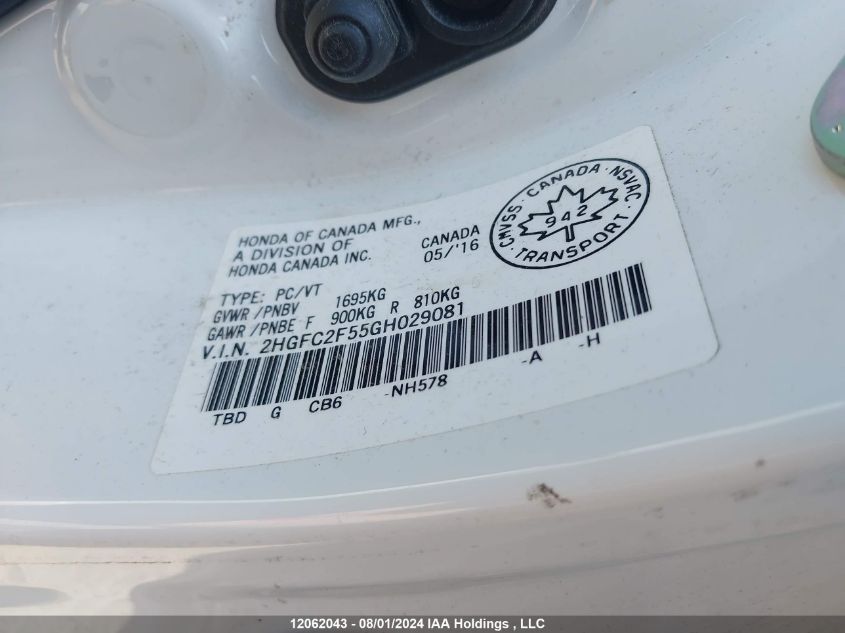 HONDA OF CANADA MFG.,
A DIVISION OF
HONDA CANADA INC.
CANADA
05/'16
CMVSS · CANADA · NSVAC
942
· TRANSPORT ·
TYPE: PC/VT
GVWR /PNBV 1695KG
GAWR /PNBE F 900KG R 810KG
V.I.N. 2HGFC2F55GH029081
TBD G CB6 -NH578 -A -H
12062043 - 08/01/2024 IAA Holdings , LLC